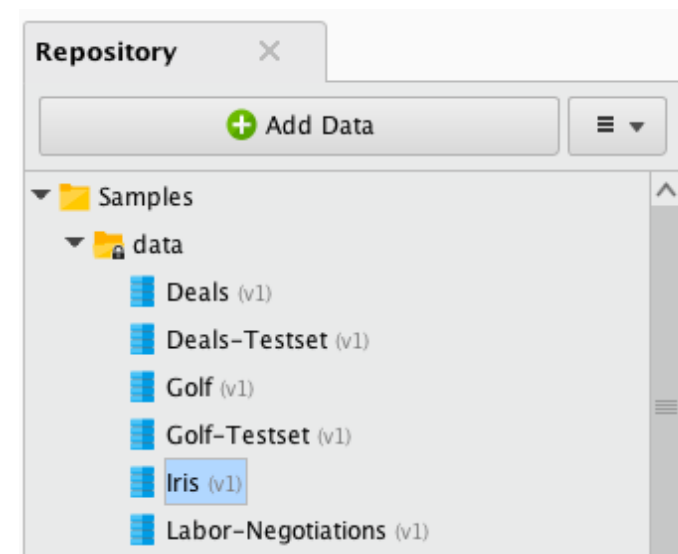 Repository
Add Data
Samples
data
Deals (v1)
Deals-Testset (v1)
Golf (v1)
Golf-Testset (v1)
Iris (v1)
Labor-Negotiations (v1)